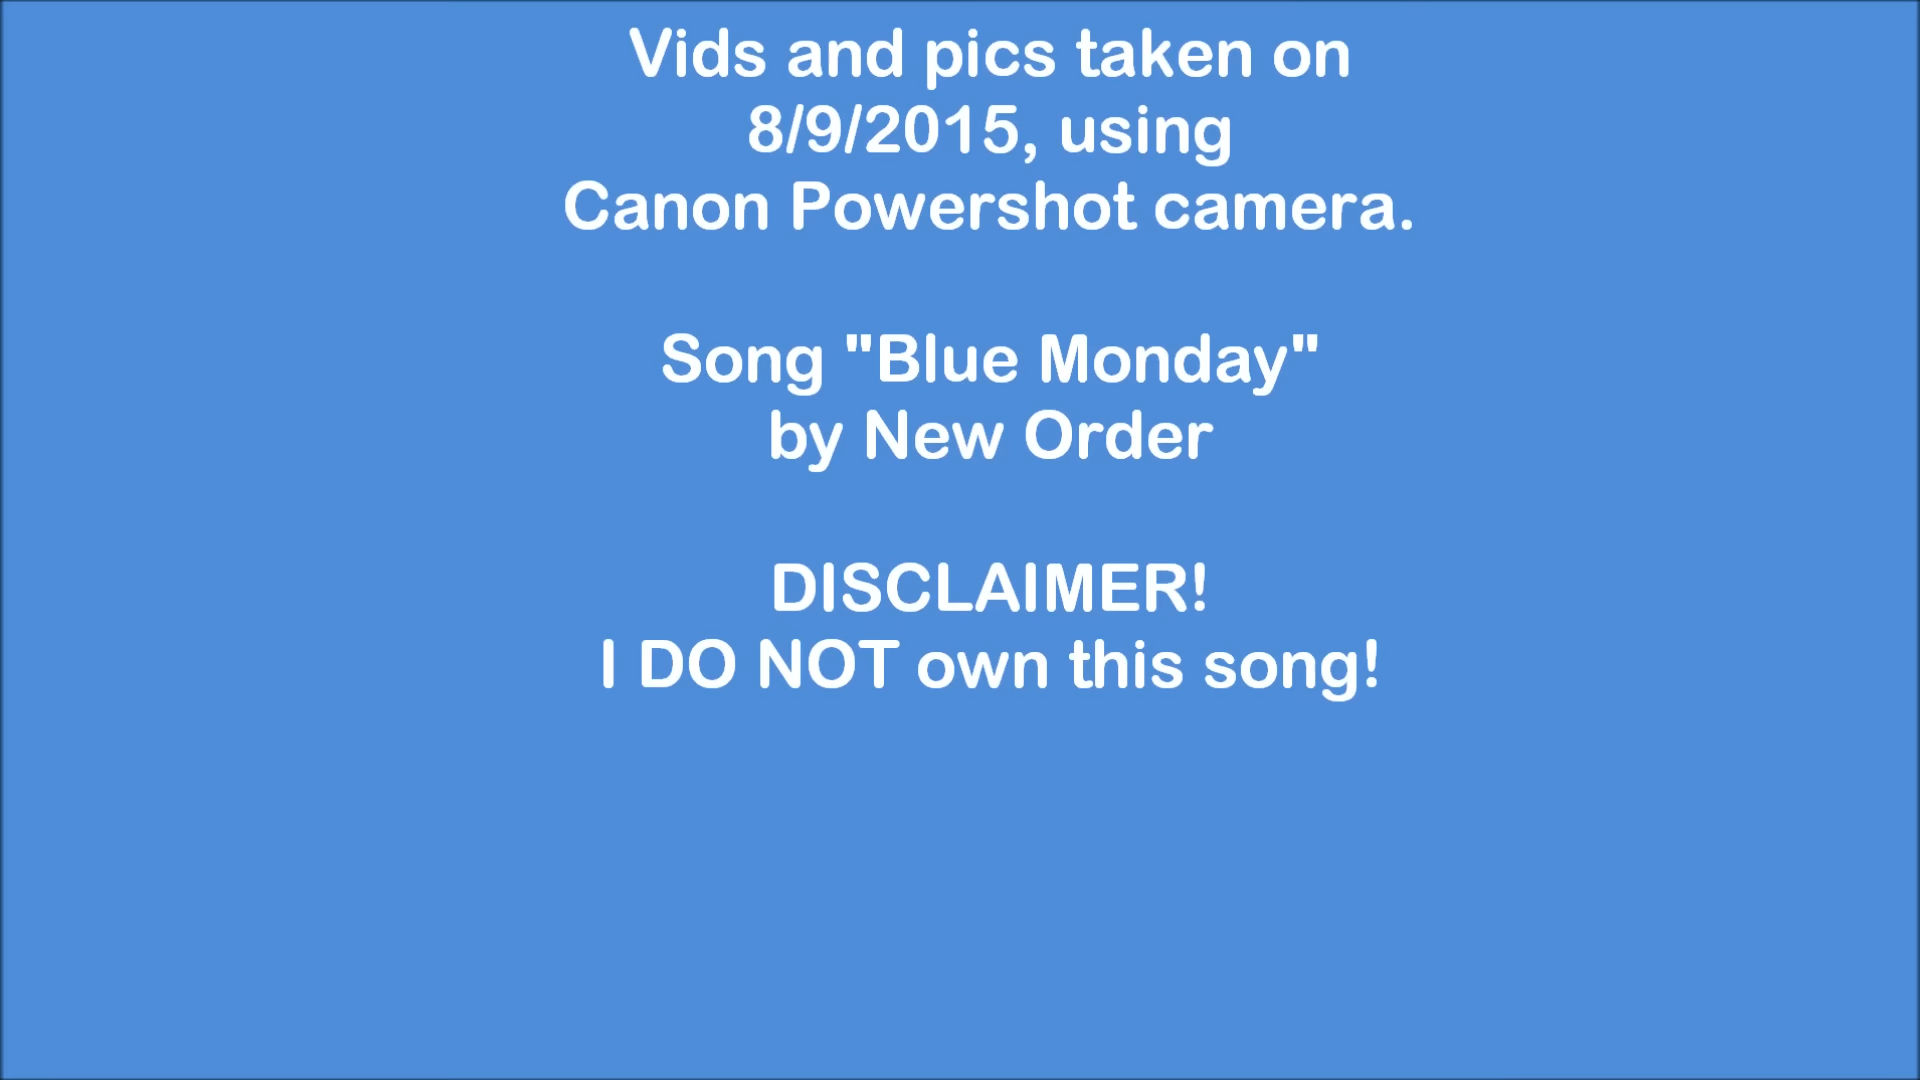 Vids and pics taken on
8/9/2015, using
Canon Powershot camera.
Song "Blue Monday"
by New Order
DISCLAIMER!
I DO NOT own this song!